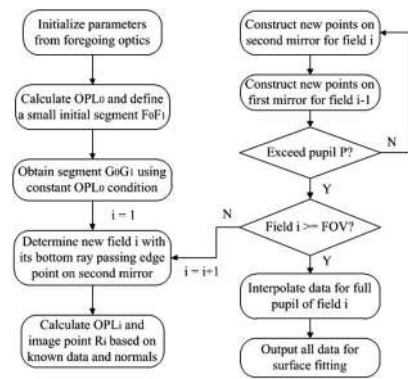 Initialize parameters
from foregoing optics
Calculate OPL0 and define
a small initial segment F0F1
Obtain segment G0G1 using
constant OPL0 condition
i = 1
Determine new field i with
its bottom ray passing edge
point on second mirror
Calculate OPLi and
image point Ri based on
known data and normals
Construct new points on
second mirror for field i
Construct new points on
first mirror for field i-1
Exceed pupil P?
N
Y
Field i >= FOV?
N
i = i+1
Y
Interpolate data for full
pupil of field i
Output all data for
surface fitting